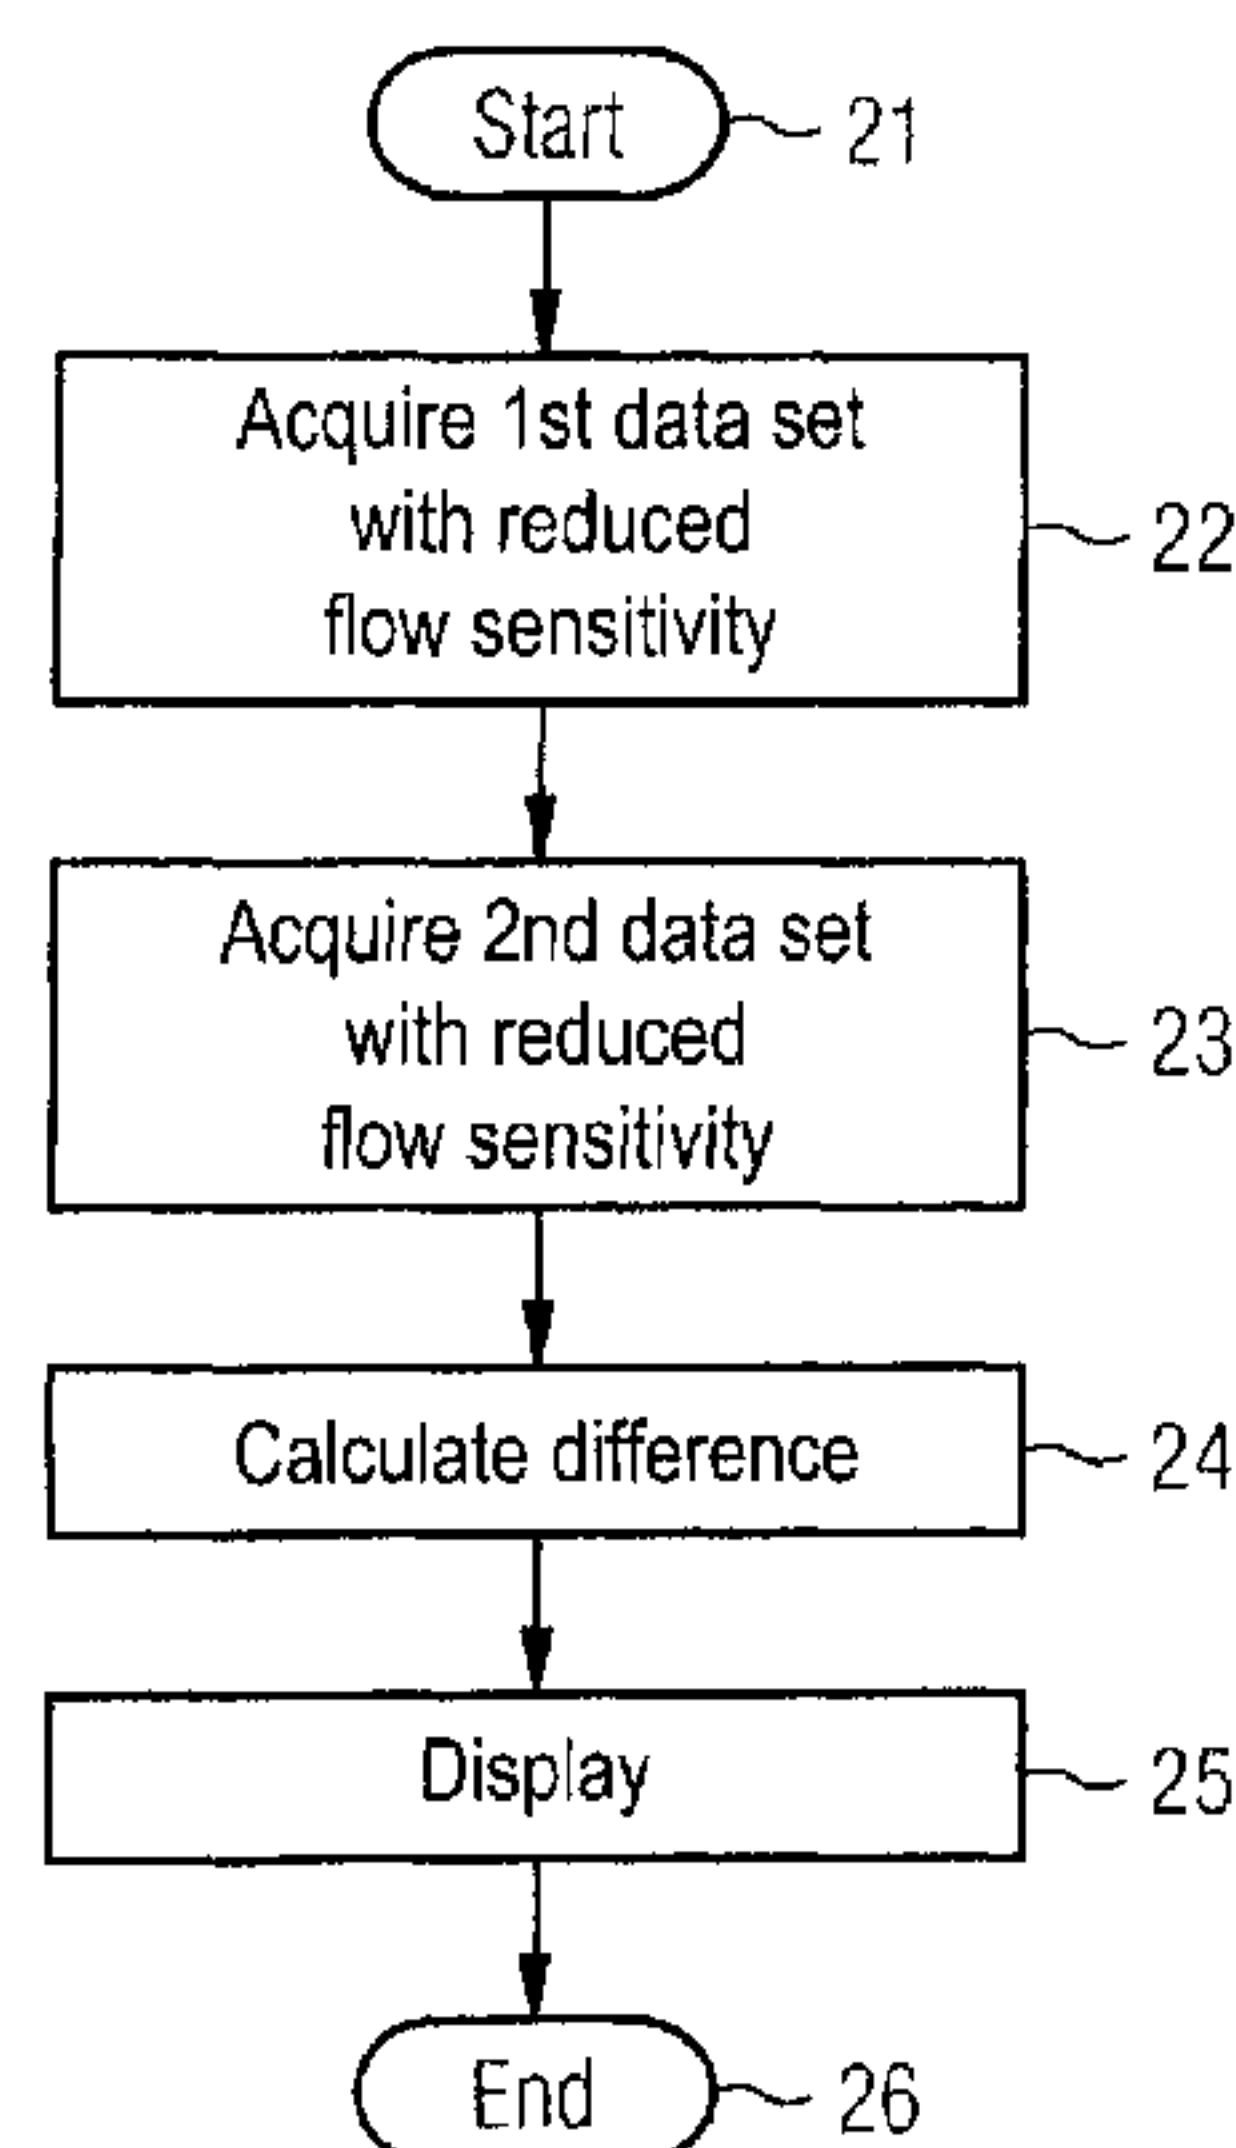 Start
21
Acquire 1st data set
with reduced
flow sensitivity
22
Acquire 2nd data set
with reduced
flow sensitivity
23
Calculate difference
24
Display
25
End
26